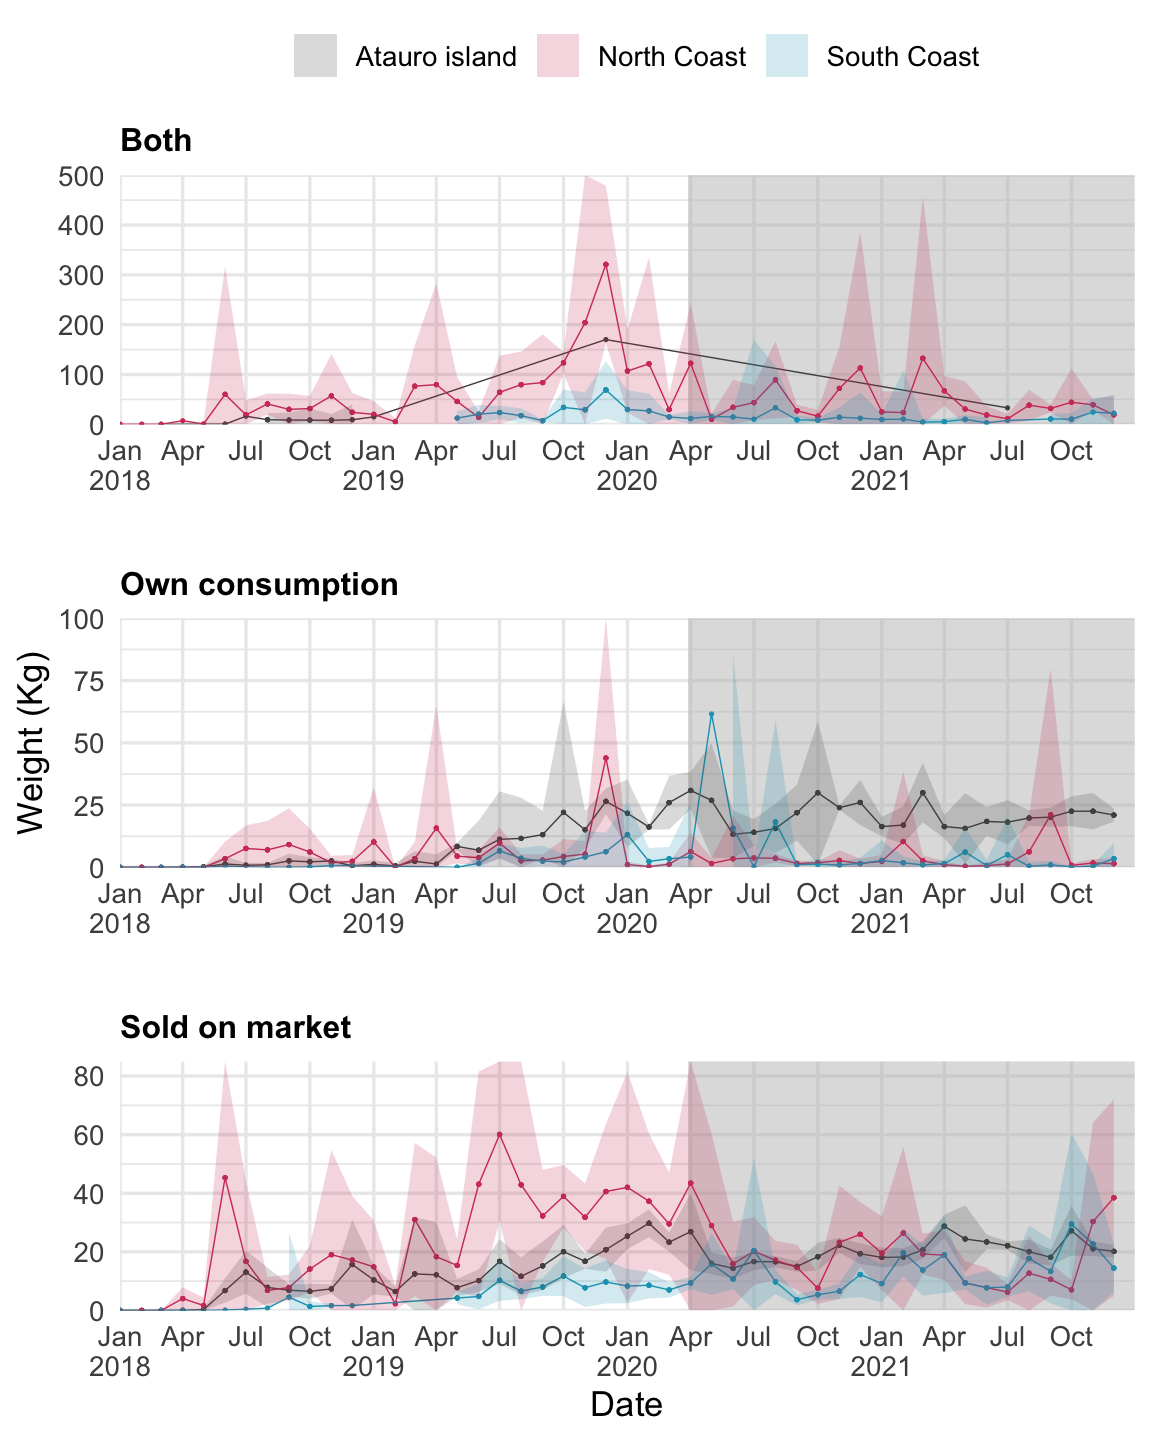 Atauro island North Coast South Coast
Both
500
400
300
200
100
0
Jan Apr Jul Oct Jan Apr Jul Oct Jan Apr Jul Oct Jan Apr Jul Oct
2018 2019 2020 2021
Own consumption
100
75
50
25
0
Jan Apr Jul Oct Jan Apr Jul Oct Jan Apr Jul Oct Jan Apr Jul Oct
2018 2019 2020 2021
Weight (Kg)
Sold on market
80
60
40
20
0
Jan Apr Jul Oct Jan Apr Jul Oct Jan Apr Jul Oct Jan Apr Jul Oct
2018 2019 2020 2021
Date